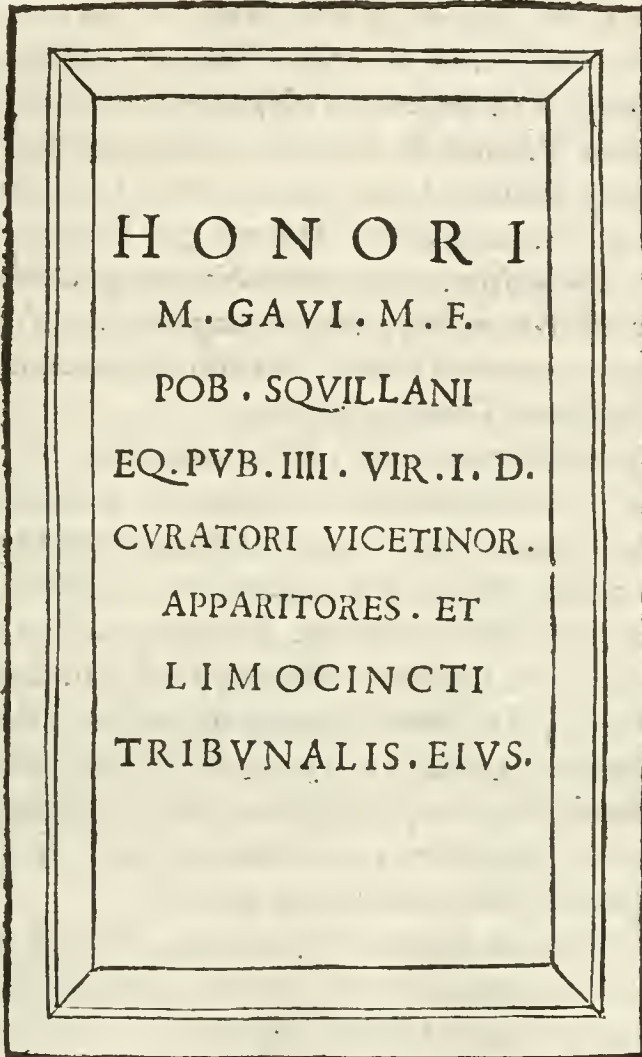 HONORI
M. GAVI. M. F.
POB. SQVILLANI
EQ. PVB. IIII. VIR. I. D.
CVRATORI VICETINOR.
APPARITORES. ET
LIMOCINCTI
TRIBVNALIS. EIVS.